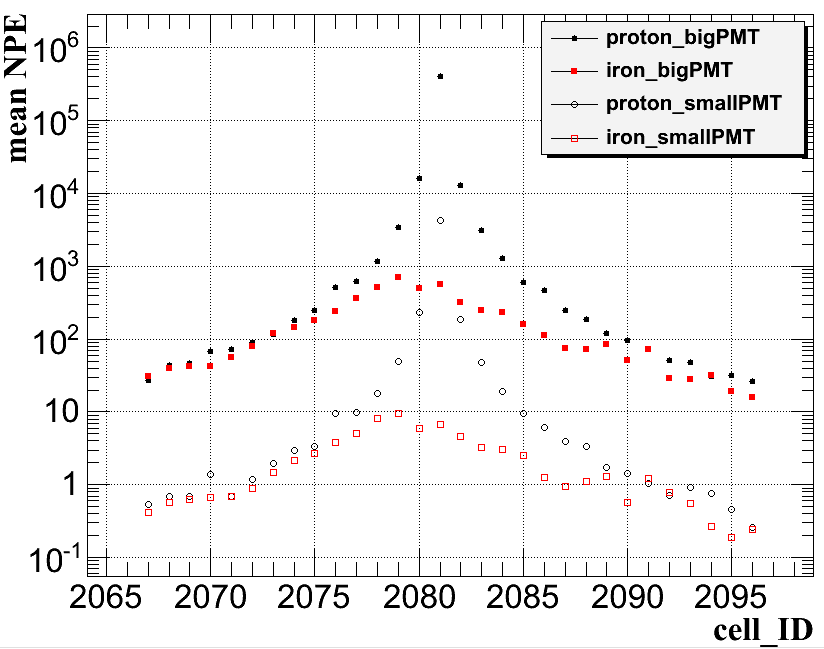 mean NPE
10^6
10^5
10^4
10^3
10^2
10
1
10^-1
proton_bigPMT
iron_bigPMT
proton_smallPMT
iron_smallPMT
2065 2070 2075 2080 2085 2090 2095
cell_ID